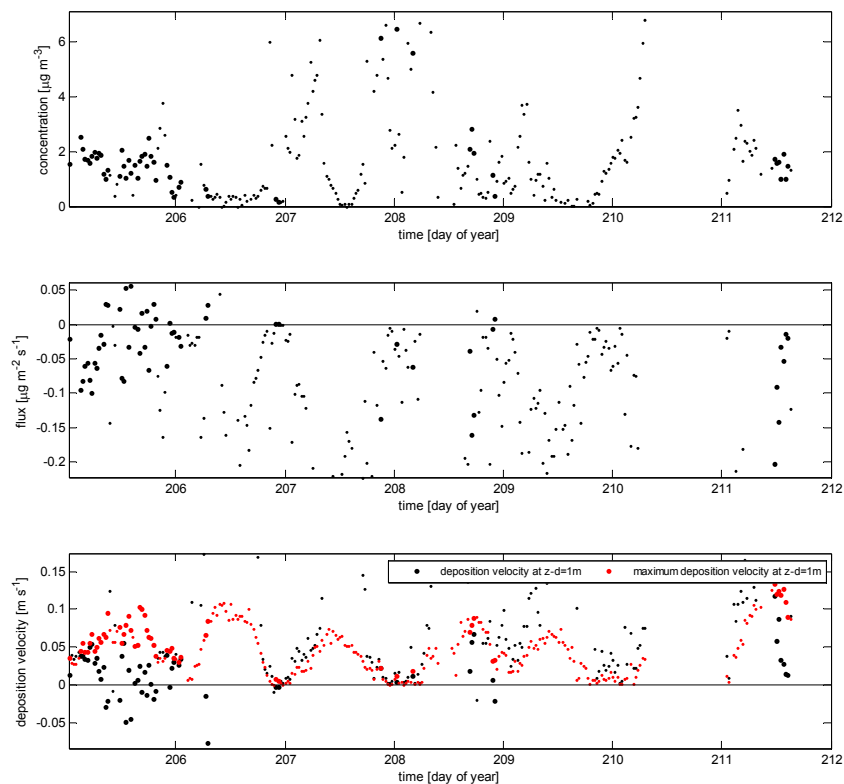 6
4
2
0
concentration [μg m-3]
206 207 208 209 210 211 212
time [day of year]
0.05
0
-0.05
-0.1
-0.15
-0.2
flux [μg m-2 s-1]
206 207 208 209 210 211 212
time [day of year]
0.15
0.1
0.05
0
-0.05
deposition velocity [m s-1]
deposition velocity at z-d=1m maximum deposition velocity at z-d=1m
206 207 208 209 210 211 212
time [day of year]